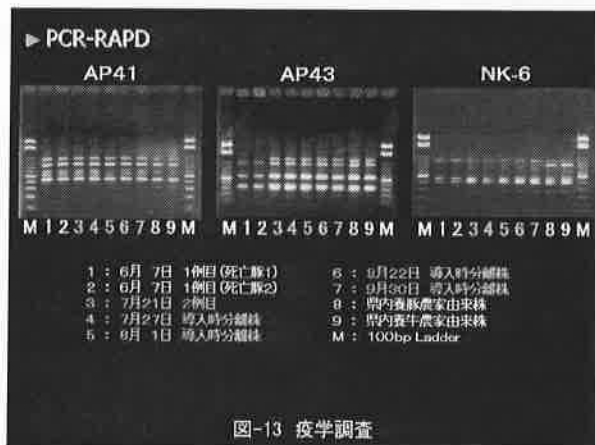 ▶ PCR-RAPD
AP41 AP43 NK-6
M 1 2 3 4 5 6 7 8 9 M M 1 2 3 4 5 6 7 8 9 M M 1 2 3 4 5 6 7 8 9 M
1 : 6月 7日 1例目(死亡豚1)
2 : 6月 7日 1例目(死亡豚2)
3 : 7月21日 2例目
4 : 7月27日 導入時分離株
5 : 8月 1日 導入時分離株
6 : 9月22日 導入時分離株
7 : 9月30日 導入時分離株
8 : 県内養豚農家由来株
9 : 県内養牛農家由来株
M : 100bp Ladder
図-13 疫学調査